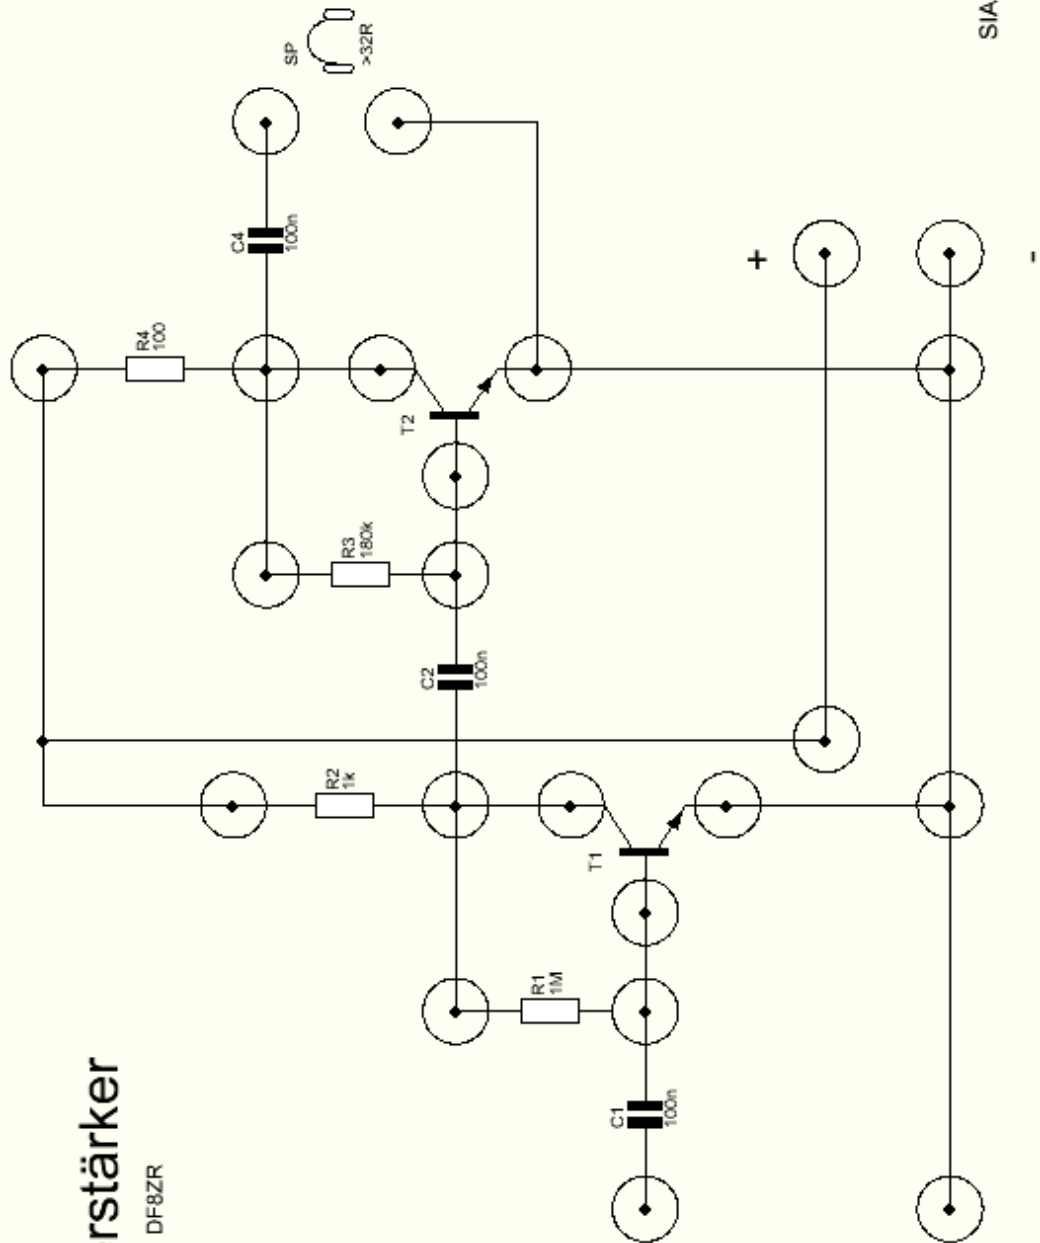 rstärker
DF8ZR
C1
100n
R1
1M
T1
R2
1k
C2
100n
R3
180k
T2
R4
100
C4
100n
SP
>32R
+
-
SIA